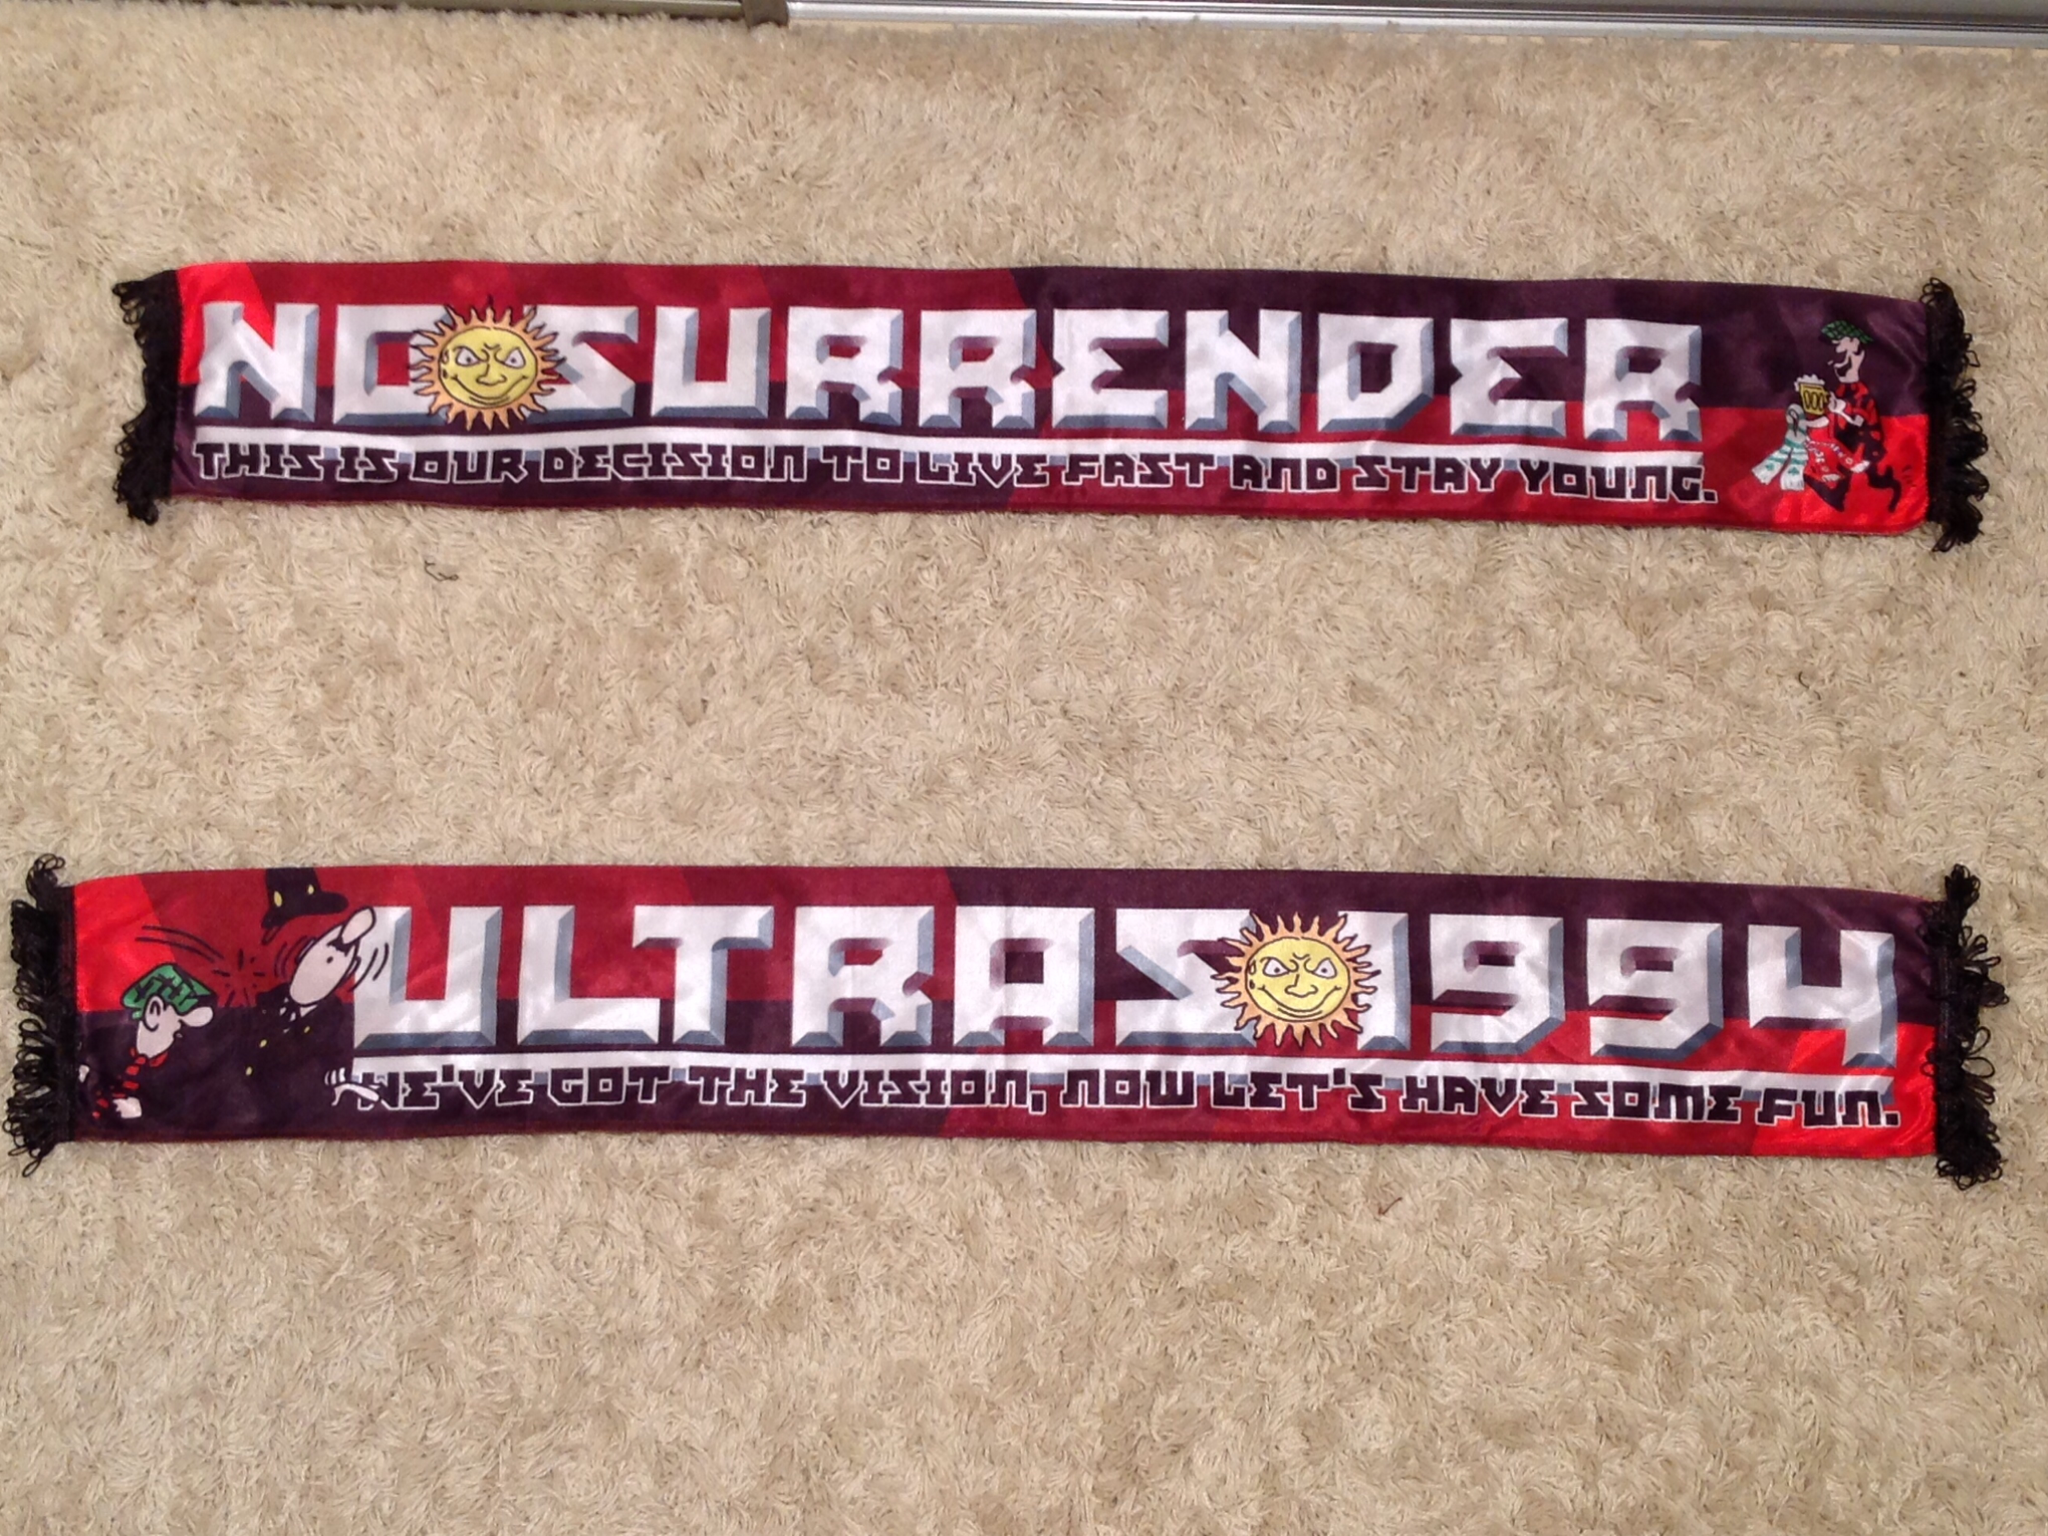 NO SURRENDER
THIS IS OUR DECISION TO LIVE FAST AND STAY YOUNG.
ULTRAS 1994
WE'VE GOT THE VISION, NOW LET'S HAVE SOME FUN.